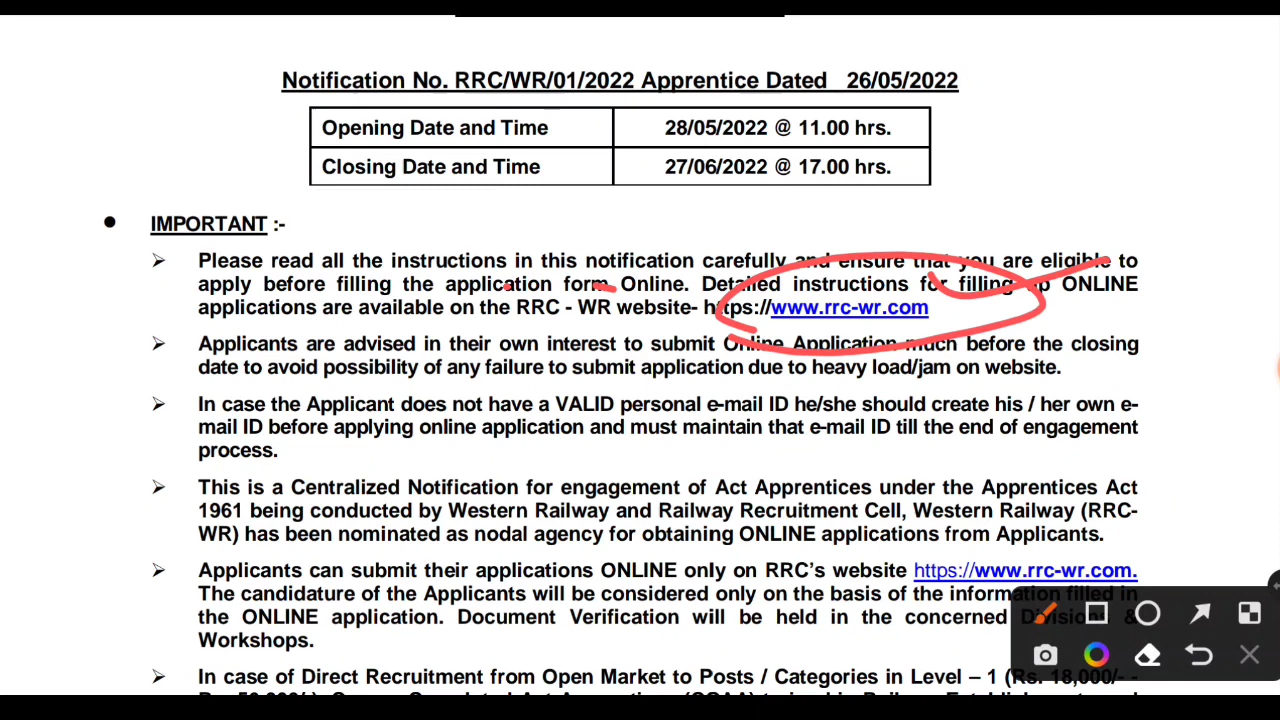 Notification No. RRC/WR/01/2022 Apprentice Dated 26/05/2022
Opening Date and Time 28/05/2022 @ 11.00 hrs.
Closing Date and Time 27/06/2022 @ 17.00 hrs.
● IMPORTANT :-
➢ Please read all the instructions in this notification carefully and ensure that you are eligible to
apply before filling the application form Online. Detailed instructions for filling up ONLINE
applications are available on the RRC - WR website- https://www.rrc-wr.com
➢ Applicants are advised in their own interest to submit Online Application much before the closing
date to avoid possibility of any failure to submit application due to heavy load/jam on website.
➢ In case the Applicant does not have a VALID personal e-mail ID he/she should create his / her own e-
mail ID before applying online application and must maintain that e-mail ID till the end of engagement
process.
➢ This is a Centralized Notification for engagement of Act Apprentices under the Apprentices Act
1961 being conducted by Western Railway and Railway Recruitment Cell, Western Railway (RRC-
WR) has been nominated as nodal agency for obtaining ONLINE applications from Applicants.
➢ Applicants can submit their applications ONLINE only on RRC's website https://www.rrc-wr.com.
The candidature of the Applicants will be considered only on the basis of the information filled in
the ONLINE application. Document Verification will be held in the concerned Divisions &
Workshops.
➢ In case of Direct Recruitment from Open Market to Posts / Categories in Level – 1 (Rs. 18,000/- -